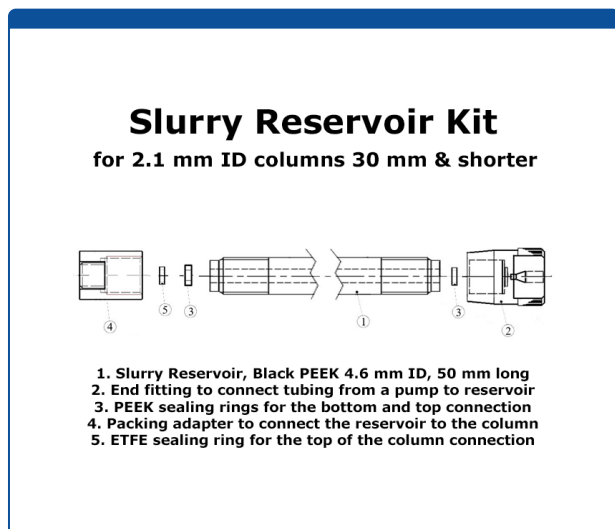 Slurry Reservoir Kit
for 2.1 mm ID columns 30 mm & shorter
4
5
3
1
3
2
1. Slurry Reservoir, Black PEEK 4.6 mm ID, 50 mm long
2. End fitting to connect tubing from a pump to reservoir
3. PEEK sealing rings for the bottom and top connection
4. Packing adapter to connect the reservoir to the column
5. ETFE sealing ring for the top of the column connection